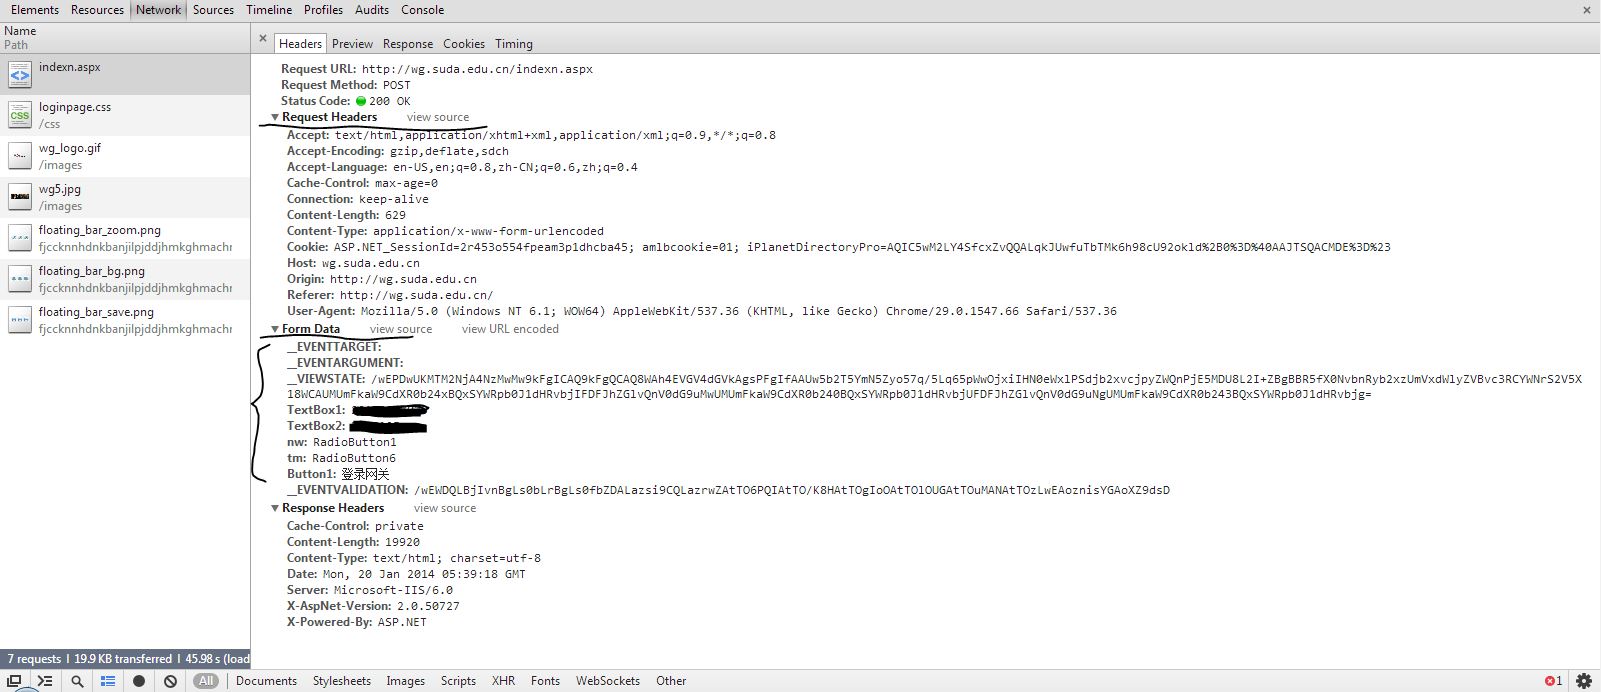 Elements Resources Network Sources Timeline Profiles Audits Console
Name
Path
indexn.aspx
loginpage.css
/css
wg_logo.gif
/images
wg5.jpg
/images
floating_bar_zoom.png
fjccknnhdnkbanjilpjddjhmkghmachn
floating_bar_bg.png
fjccknnhdnkbanjilpjddjhmkghmachn
floating_bar_save.png
fjccknnhdnkbanjilpjddjhmkghmachn
Headers Preview Response Cookies Timing
Request URL: http://wg.suda.edu.cn/indexn.aspx
Request Method: POST
Status Code: 200 OK
Request Headers view source
Accept: text/html,application/xhtml+xml,application/xml;q=0.9,*/*;q=0.8
Accept-Encoding: gzip,deflate,sdch
Accept-Language: en-US,en;q=0.8,zh-CN;q=0.6,zh;q=0.4
Cache-Control: max-age=0
Connection: keep-alive
Content-Length: 629
Content-Type: application/x-www-form-urlencoded
Cookie: ASP.NET_SessionId=2r453o554fpeam3p1dhcba45; amlbcookie=01; iPlanetDirectoryPro=AQIC5wM2LY4SfcxZvQQALqkJUwfuTbTMk6h98cU92okld%2B0%3D%40AAJTSQACMDE%3D%23
Host: wg.suda.edu.cn
Origin: http://wg.suda.edu.cn
Referer: http://wg.suda.edu.cn/
User-Agent: Mozilla/5.0 (Windows NT 6.1; WOW64) AppleWebKit/537.36 (KHTML, like Gecko) Chrome/29.0.1547.66 Safari/537.36
Form Data view source view URL encoded
__EVENTTARGET:
__EVENTARGUMENT:
__VIEWSTATE: /wEPDwUKMTM2NjA4NzMwMw9kFgICAQ9kFgQCAQ8WAh4EVGV4dGVkAgsPFgIfAAUw5b2T5YmN5Zyo57q/5Lq65pWwOjxiIHN0eWxlPSdjb2xvcjpyZWQnPjE5MDU8L2I+ZBgBBR5fX0NvbnRyb2xzUmVxdWlyZVBvc3RCYWNrS2V5X
18WCAUMUmFkaW9CdXR0b24xBQxSYWRpb0J1dHRvbjIFDFJhZGlvQnV0dG9uMwUMUmFkaW9CdXR0b240BQxSYWRpb0J1dHRvbjUFDFJhZGlvQnV0dG9uNgUMUmFkaW9CdXR0b243BQxSYWRpb0J1dHRvbjg=
TextBox1:
TextBox2:
nw: RadioButton1
tm: RadioButton6
Button1: 登录网关
__EVENTVALIDATION: /wEWDQLBjIvnBgLs0bLrBgLs0fbZDALazsi9CQLazrwZAtTO6PQIAtTO/K8HAtTOgIoOAtTOlOUGAtTOuMANAtTOzLwEAoznisYGAoXZ9dsD
Response Headers view source
Cache-Control: private
Content-Length: 19920
Content-Type: text/html; charset=utf-8
Date: Mon, 20 Jan 2014 05:39:18 GMT
Server: Microsoft-IIS/6.0
X-AspNet-Version: 2.0.50727
X-Powered-By: ASP.NET
7 requests | 19.9 KB transferred | 45.98 s (load
All Documents Stylesheets Images Scripts XHR Fonts WebSockets Other 1